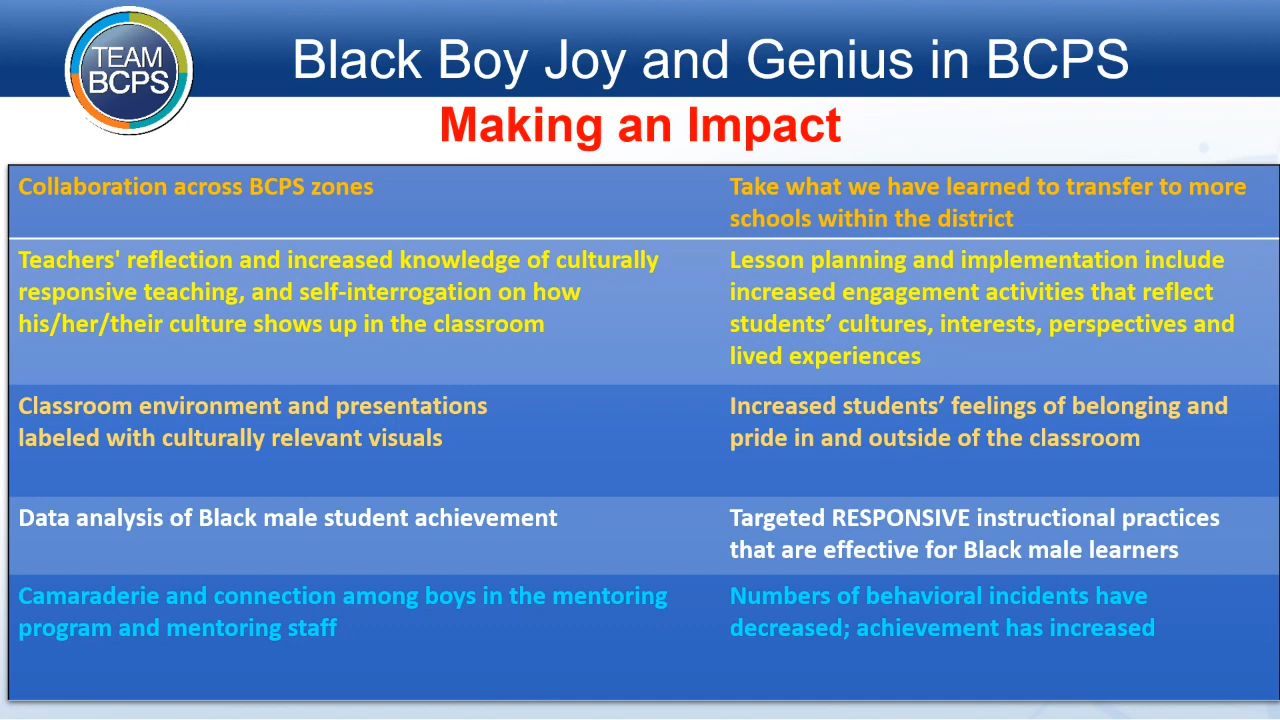 TEAM
BCPS
Black Boy Joy and Genius in BCPS
Making an Impact
Collaboration across BCPS zones
Take what we have learned to transfer to more
schools within the district
Teachers' reflection and increased knowledge of culturally
responsive teaching, and self-interrogation on how
his/her/their culture shows up in the classroom
Lesson planning and implementation include
increased engagement activities that reflect
students’ cultures, interests, perspectives and
lived experiences
Classroom environment and presentations
labeled with culturally relevant visuals
Increased students’ feelings of belonging and
pride in and outside of the classroom
Data analysis of Black male student achievement
Targeted RESPONSIVE instructional practices
that are effective for Black male learners
Camaraderie and connection among boys in the mentoring
program and mentoring staff
Numbers of behavioral incidents have
decreased; achievement has increased